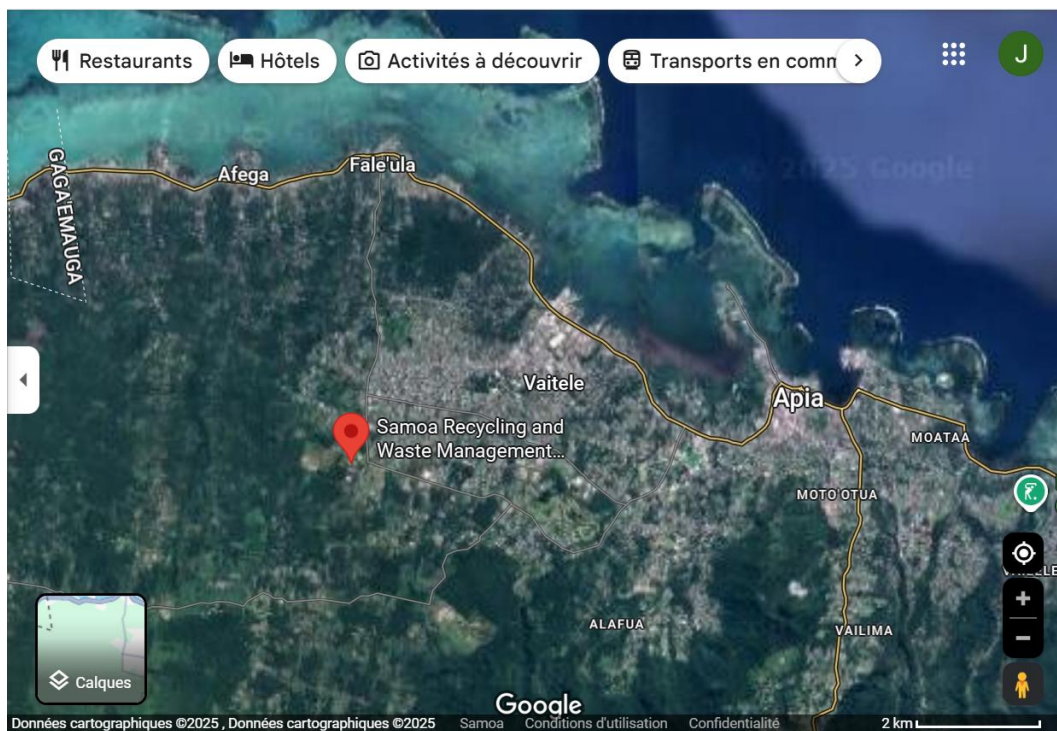 Restaurants
Hôtels
Activités à découvrir
Transports en comm
J
© 2025 Google
GAGA'EMAUGA
Afega
Fale'ula
Vaitele
Apia
Samoa Recycling and
Waste Management...
MOATAA
MOTO'OTUA
ALAFUA
VAILIMA
Calques
Google
Données cartographiques ©2025 , Données cartographiques ©2025 Samoa Conditions d'utilisation Confidentialité 2 km